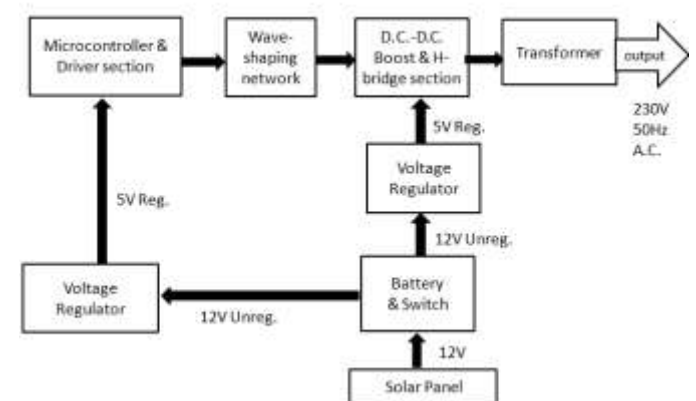 Microcontroller &
Driver section
Wave-
shaping
network
D.C.-D.C.
Boost & H-
bridge section
Transformer
output
230V
50Hz
A.C.
5V Reg.
Voltage
Regulator
5V Reg.
12V Unreg.
Voltage
Regulator
12V Unreg.
Battery
& Switch
12V
Solar Panel